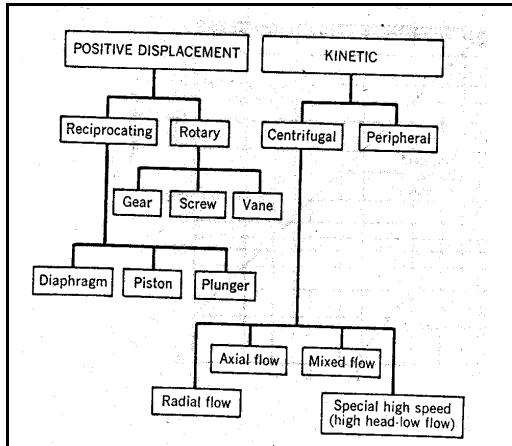 POSITIVE DISPLACEMENT
KINETIC
Reciprocating
Rotary
Centrifugal
Peripheral
Gear
Screw
Vane
Diaphragm
Piston
Plunger
Axial flow
Mixed flow
Radial flow
Special high speed
(high head-low flow)